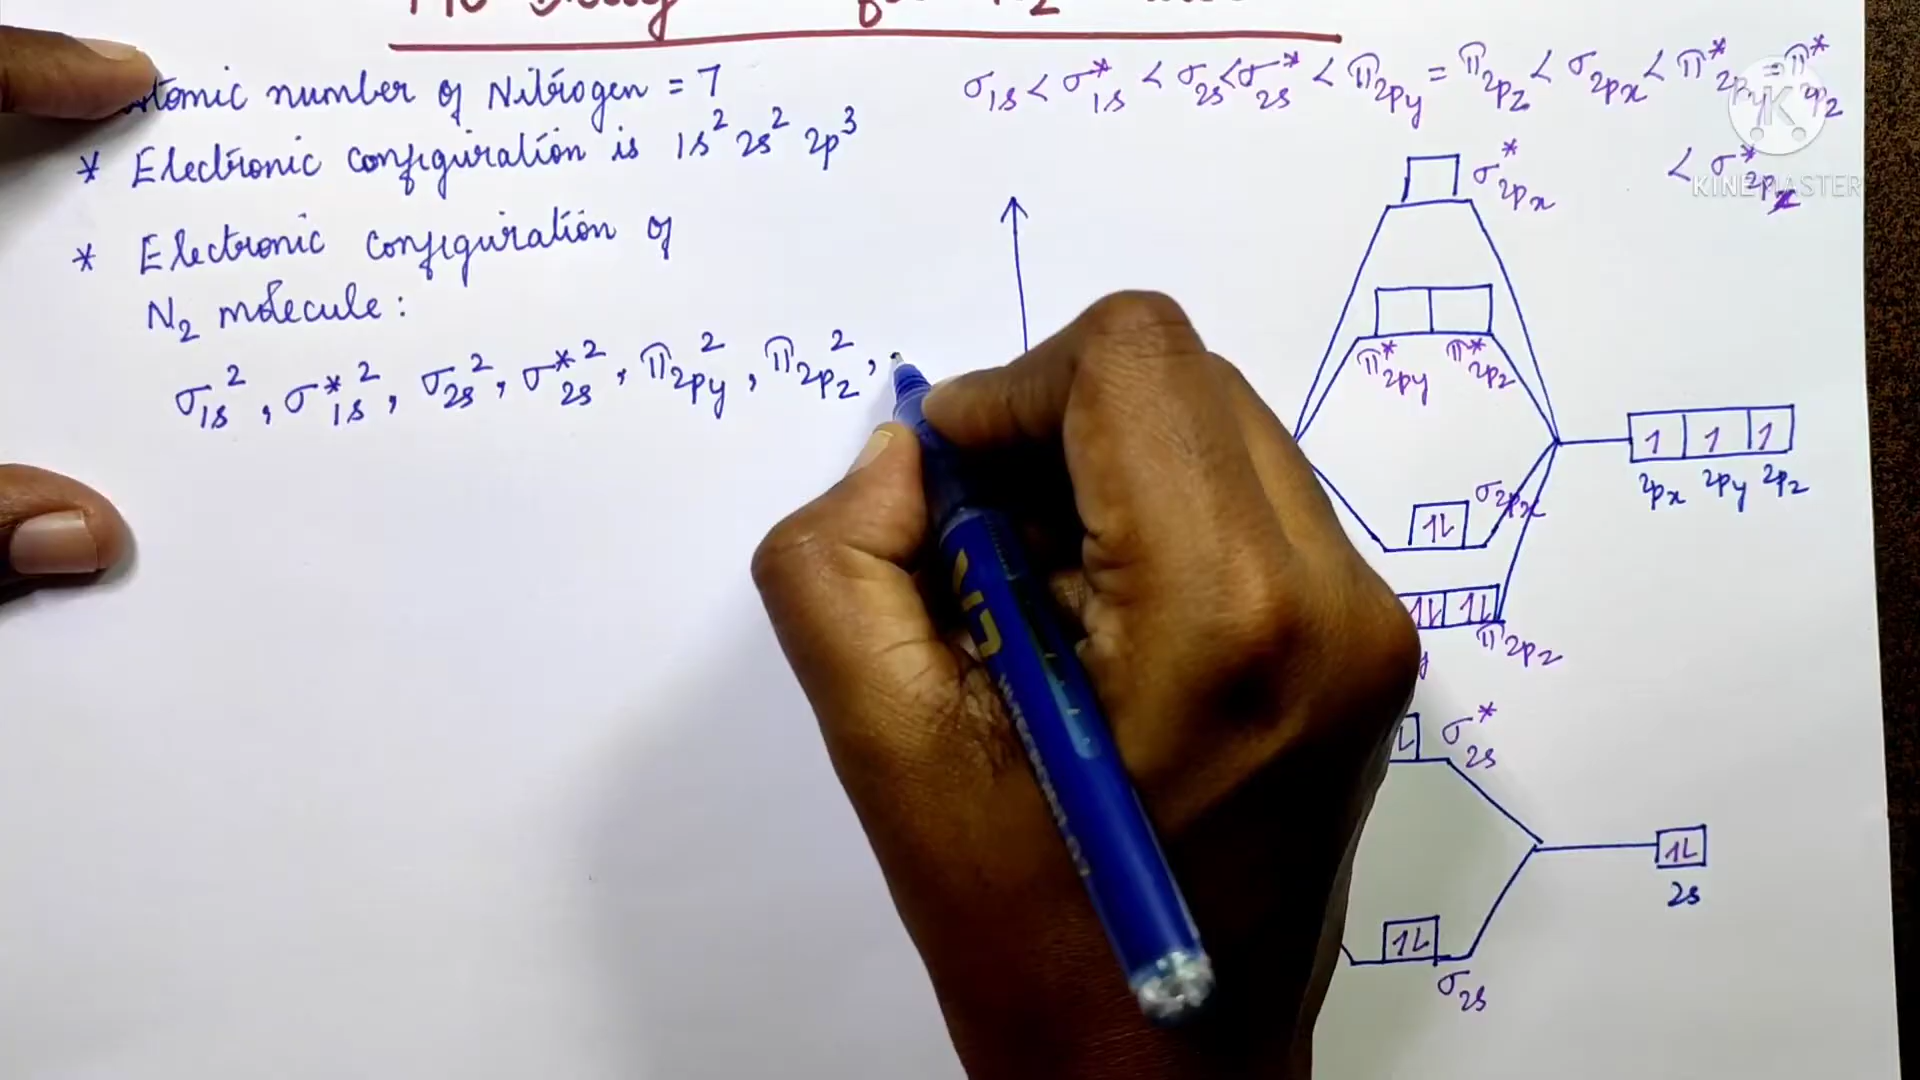 Atomic number of Nitrogen = 7
* Electronic configuration is 1s² 2s² 2p³
* Electronic configuration of
N₂ molecule:
σ1s², σ*1s², σ2s², σ*2s², π2py², π2pz²,
σ1s < σ*1s < σ2s < σ*2s < π2py = π2pz < σ2px < π*2py = π*2pz
< σ*2px
KINEMASTER
σ*2px
π*2py π*2pz
1 1 1
2px 2py 2pz
σ2px
1L
1L 1L
π2pz
1L
σ*2s
1L
2s
1L
σ2s